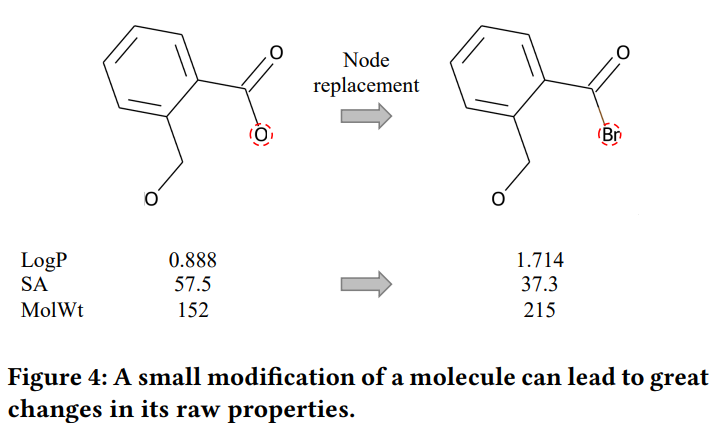 O
Node
O
replacement
O
Br
O
O
LogP 0.888 1.714
SA 57.5 37.3
MolWt 152 215
Figure 4: A small modification of a molecule can lead to great
changes in its raw properties.